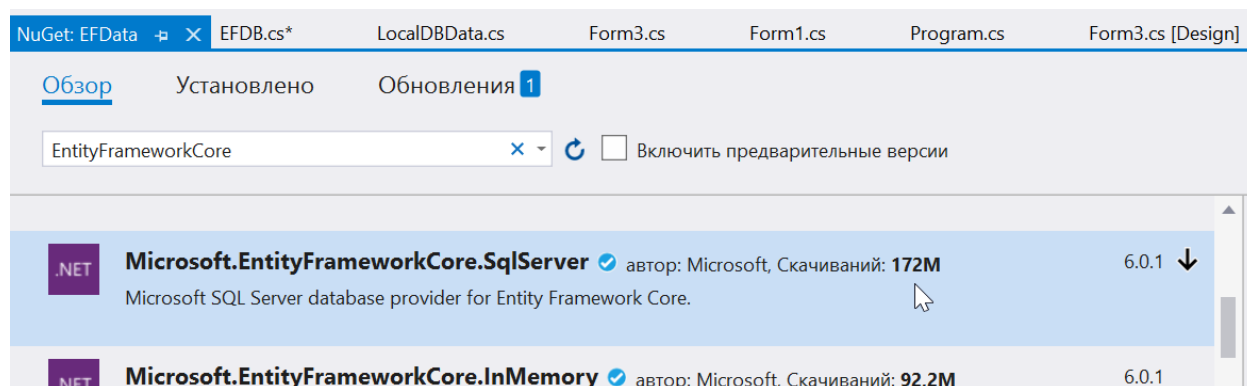 NuGet: EFData EFDB.cs* LocalDBData.cs Form3.cs Form1.cs Program.cs Form3.cs [Design]
Обзор Установлено Обновления 1
EntityFrameworkCore Включить предварительные версии
.NET Microsoft.EntityFrameworkCore.SqlServer автор: Microsoft, Скачиваний: 172M 6.0.1
Microsoft SQL Server database provider for Entity Framework Core.
.NET Microsoft.EntityFrameworkCore.InMemory автор: Microsoft, Скачиваний: 92.2M 6.0.1